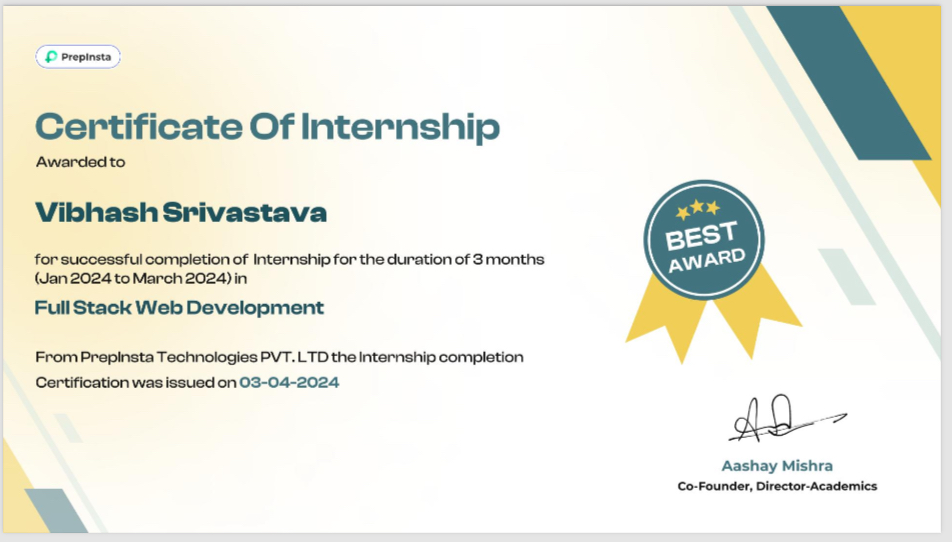 PrepInsta
Certificate Of Internship
Awarded to
Vibhash Srivastava
for successful completion of Internship for the duration of 3 months
(Jan 2024 to March 2024) in
Full Stack Web Development
From PrepInsta Technologies PVT. LTD the Internship completion
Certification was issued on 03-04-2024
BEST
AWARD
Aashay Mishra
Co-Founder, Director-Academics